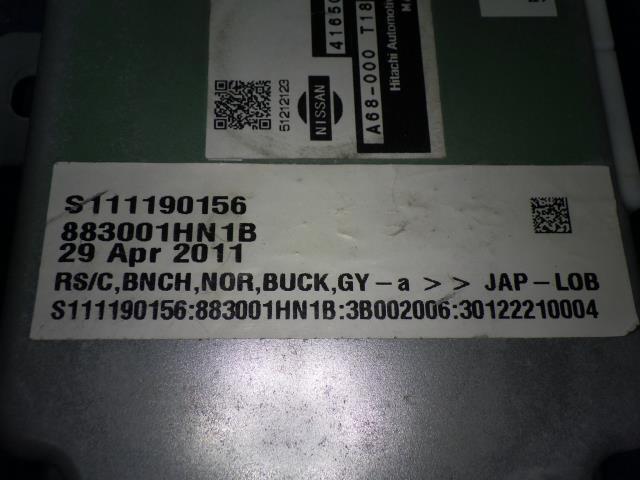 41650
A68-000 T18
Hitachi Automotive
NISSAN
51212123
S111190156
883001HN1B
29 Apr 2011
RS/C,BNCH,NOR,BUCK,GY-a >> JAP-LOB
S111190156:883001HN1B:3B002006:30122210004